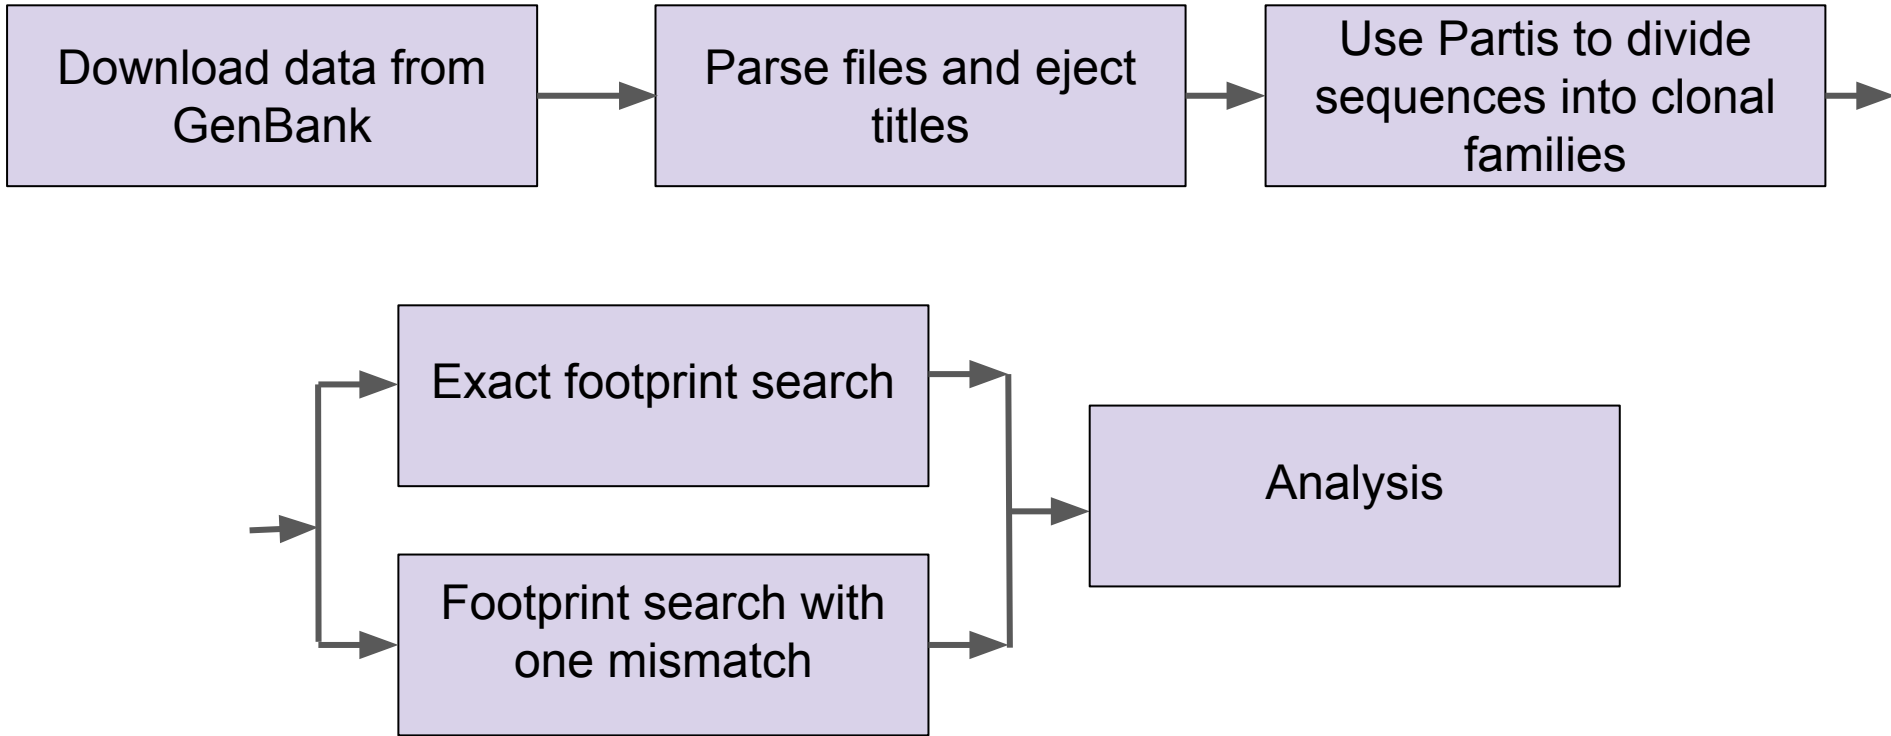 Download data from
GenBank
Parse files and eject
titles
Use Partis to divide
sequences into clonal
families
Exact footprint search
Footprint search with
one mismatch
Analysis